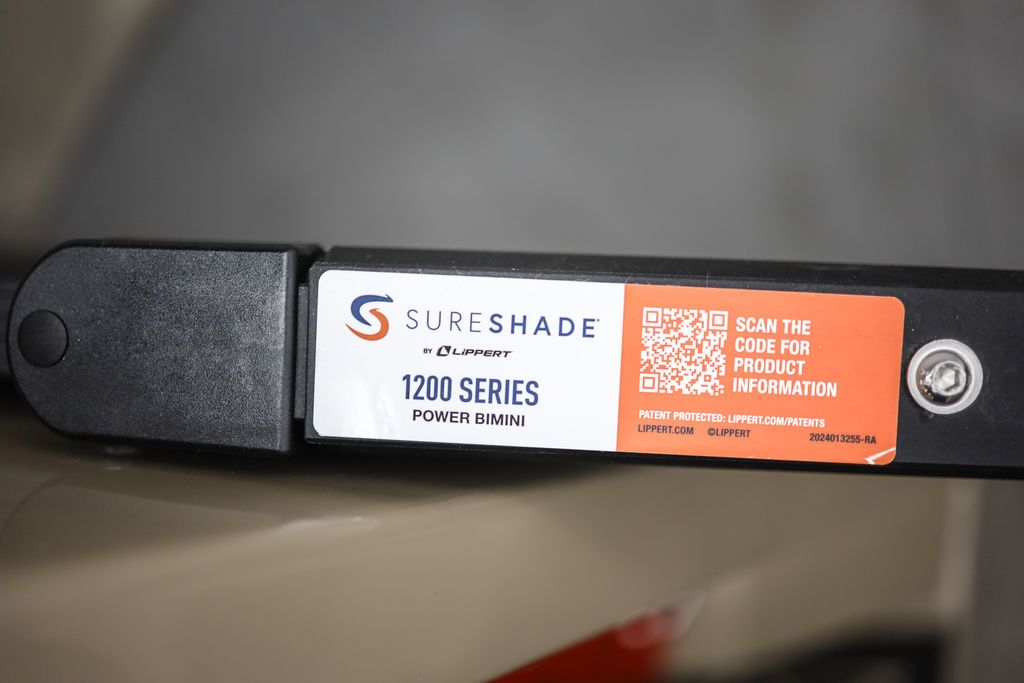 SURESHADE
BY LIPPERT
1200 SERIES
POWER BIMINI
SCAN THE
CODE FOR
PRODUCT
INFORMATION
PATENT PROTECTED: LIPPERT.COM/PATENTS
LIPPERT.COM ©LIPPERT 2024013255-RA